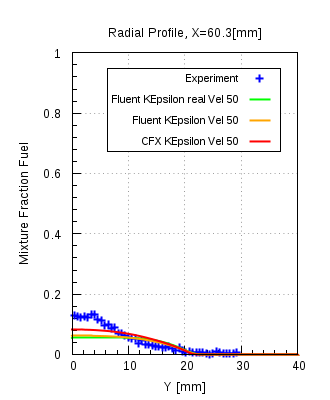 Radial Profile, X=60.3[mm]
1
Experiment
Fluent KEpsilon real Vel 50
0.8
Fluent KEpsilon Vel 50
CFX KEpsilon Vel 50
0.6
Mixture Fraction Fuel
0.4
0.2
0
0 10 20 30 40
Y [mm]